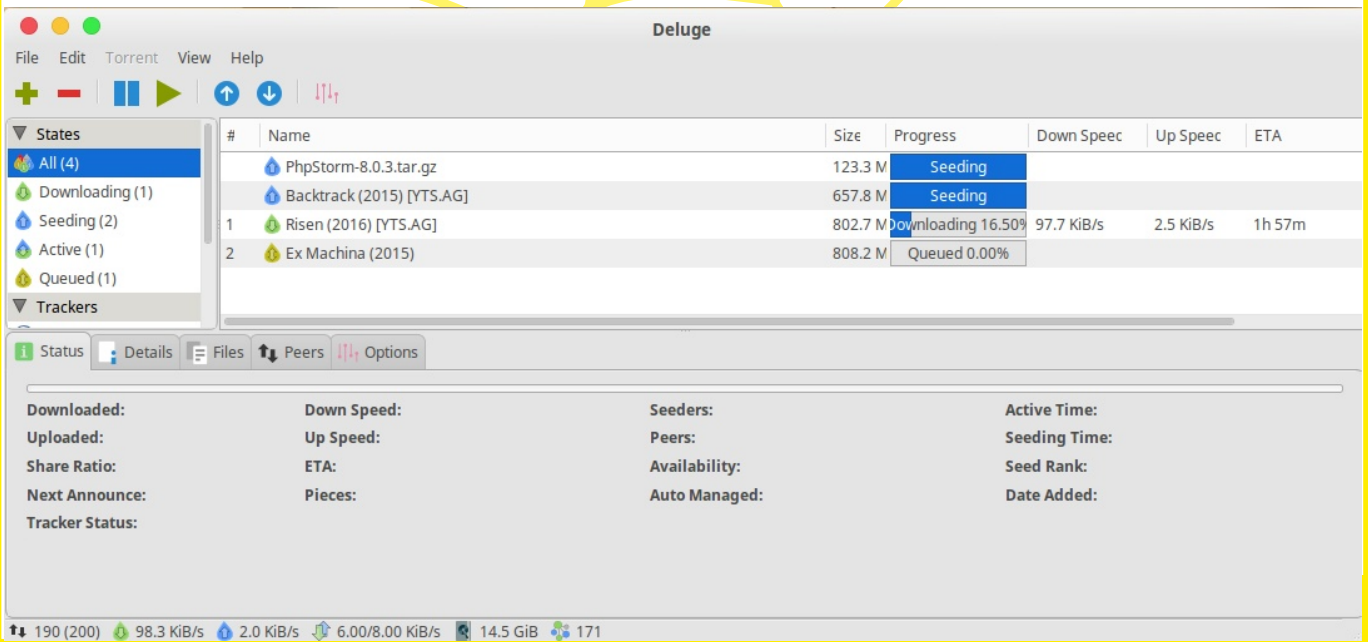 Deluge
File Edit Torrent View Help
States
All (4)
Downloading (1)
Seeding (2)
Active (1)
Queued (1)
Trackers
# Name Size Progress Down Speec Up Speec ETA
PhpStorm-8.0.3.tar.gz 123.3 M Seeding
Backtrack (2015) [YTS.AG] 657.8 M Seeding
1 Risen (2016) [YTS.AG] 802.7 M Downloading 16.50% 97.7 KiB/s 2.5 KiB/s 1h 57m
2 Ex Machina (2015) 808.2 M Queued 0.00%
Status Details Files Peers Options
Downloaded: Down Speed: Seeders: Active Time:
Uploaded: Up Speed: Peers: Seeding Time:
Share Ratio: ETA: Availability: Seed Rank:
Next Announce: Pieces: Auto Managed: Date Added:
Tracker Status:
190 (200) 98.3 KiB/s 2.0 KiB/s 6.00/8.00 KiB/s 14.5 GiB 171